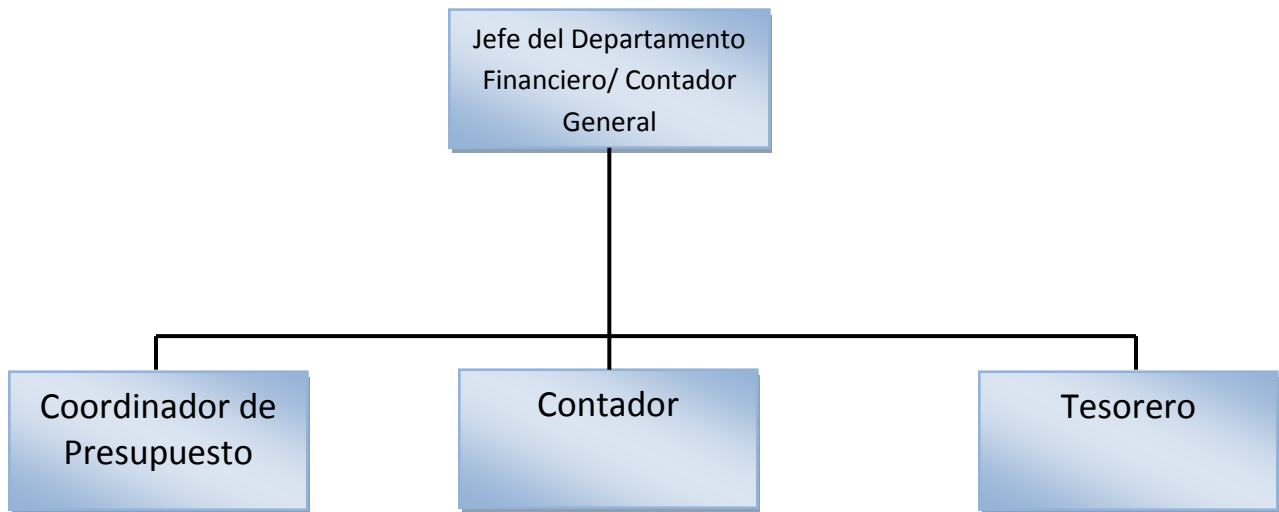 Jefe del Departamento
Financiero/ Contador
General
Coordinador de
Presupuesto
Contador
Tesorero